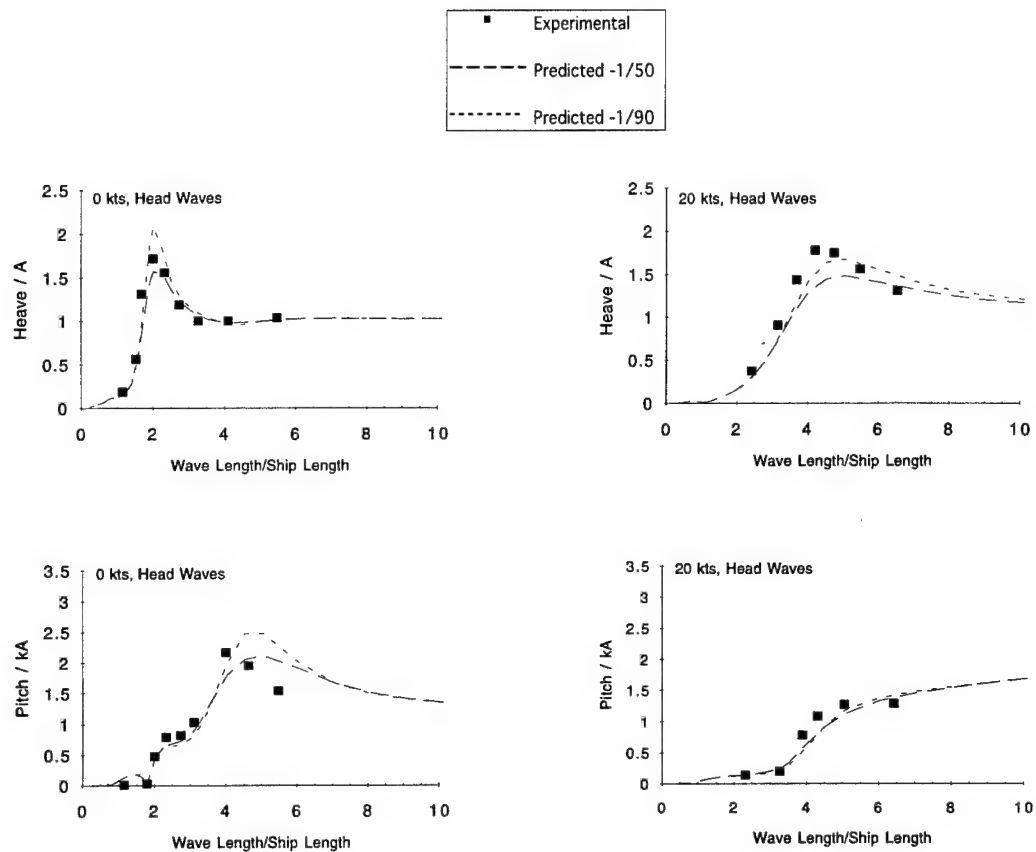 Experimental
Predicted -1/50
Predicted -1/90
0 kts, Head Waves
Heave / A
2.5
2
1.5
1
0.5
0
0 2 4 6 8 10
Wave Length/Ship Length
20 kts, Head Waves
Heave / A
2.5
2
1.5
1
0.5
0
0 2 4 6 8 10
Wave Length/Ship Length
0 kts, Head Waves
Pitch / kA
3.5
3
2.5
2
1.5
1
0.5
0
0 2 4 6 8 10
Wave Length/Ship Length
20 kts, Head Waves
Pitch / kA
3.5
3
2.5
2
1.5
1
0.5
0
0 2 4 6 8 10
Wave Length/Ship Length